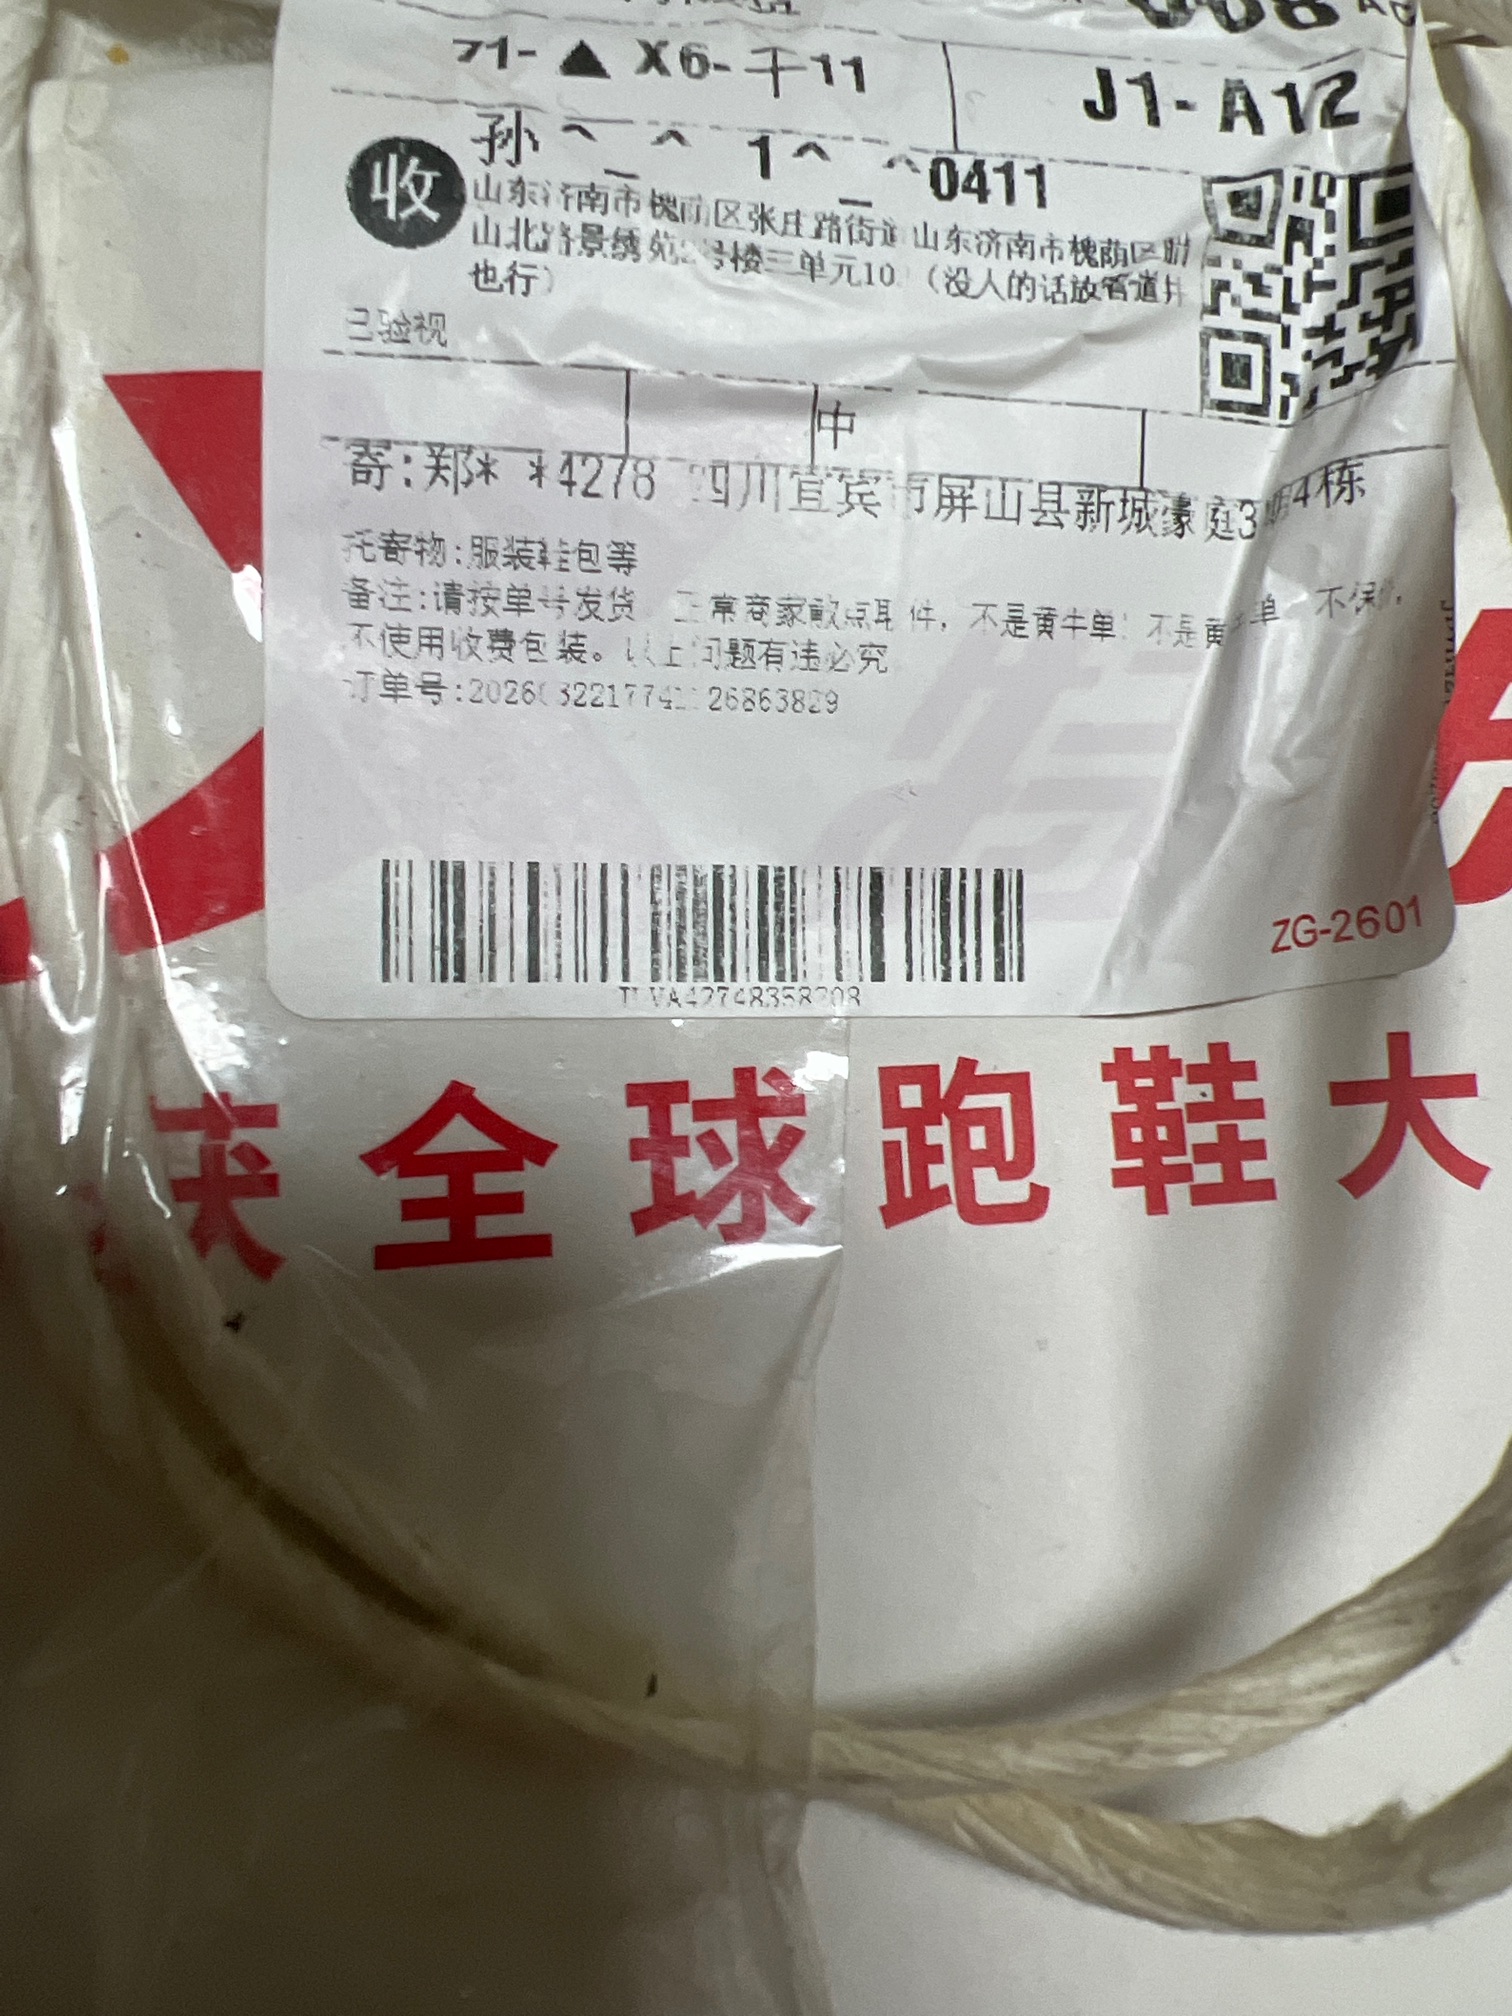 71-▲ X6-干11
J1-A12
收
孙^_^ 1^_^0411
山东济南市槐荫区张庄路街道 山东济南市槐荫区
山北路景绣苑 号楼三单元10 （没人的话放管道井
也行）
已验视
中
寄:郑* *4278 四川宜宾市屏山县新城豪庭3期4栋
托寄物:服装鞋包等
备注:请按单号发货 正常商家散点取件，不是黄牛单！不是黄牛单 不保价，
不使用收费包装。以上问题有违必究
订单号:
ZG-2601
全球跑鞋大